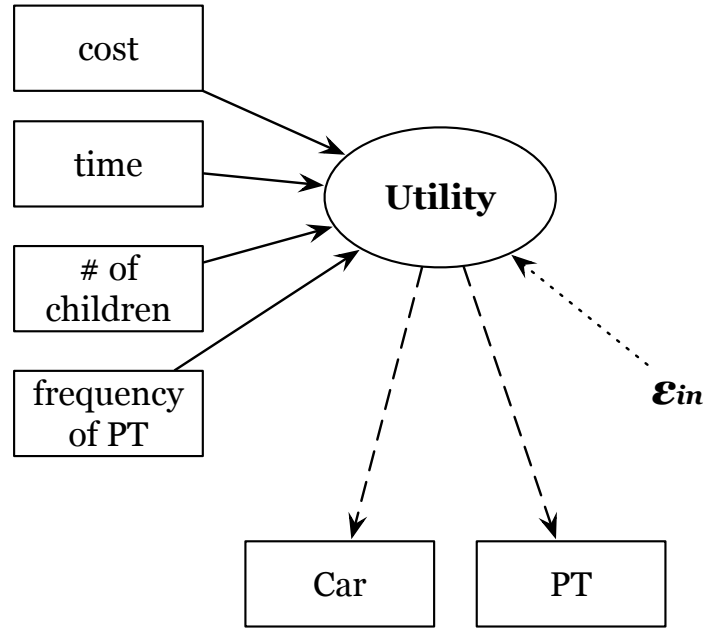 cost
time
Utility
# of
children
frequency
of PT
εin
Car
PT